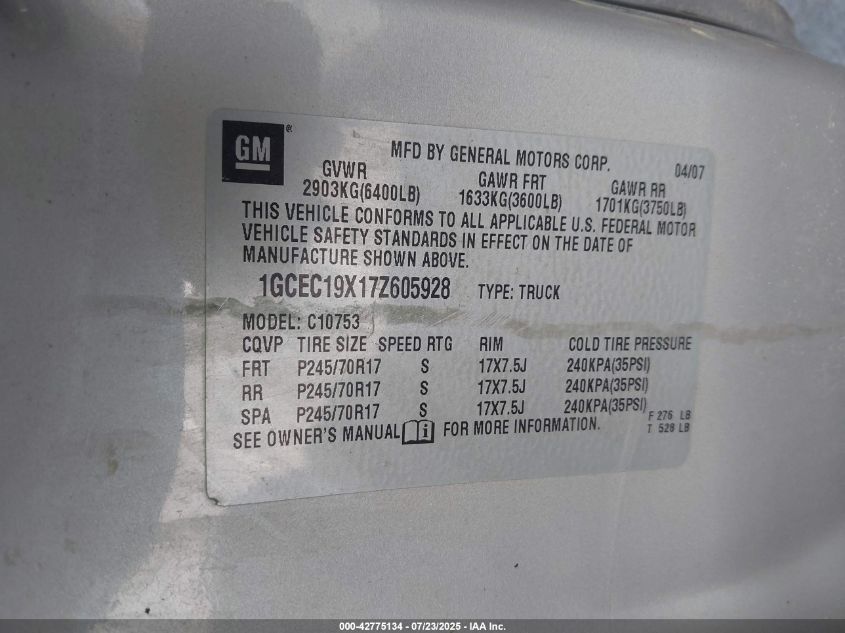 GM ®
MFD BY GENERAL MOTORS CORP. 04/07
GVWR GAWR FRT GAWR RR
2903KG(6400LB) 1633KG(3600LB) 1701KG(3750LB)
THIS VEHICLE CONFORMS TO ALL APPLICABLE U.S. FEDERAL MOTOR
VEHICLE SAFETY STANDARDS IN EFFECT ON THE DATE OF
MANUFACTURE SHOWN ABOVE.
1GCEC19X17Z605928 TYPE: TRUCK
MODEL: C10753
CQVP TIRE SIZE SPEED RTG RIM COLD TIRE PRESSURE
FRT P245/70R17 S 17X7.5J 240KPA(35PSI)
RR P245/70R17 S 17X7.5J 240KPA(35PSI)
SPA P245/70R17 S 17X7.5J 240KPA(35PSI)
F 276 LB
SEE OWNER'S MANUAL i FOR MORE INFORMATION. T 528 LB
000-42775134 - 07/23/2025 - IAA Inc.